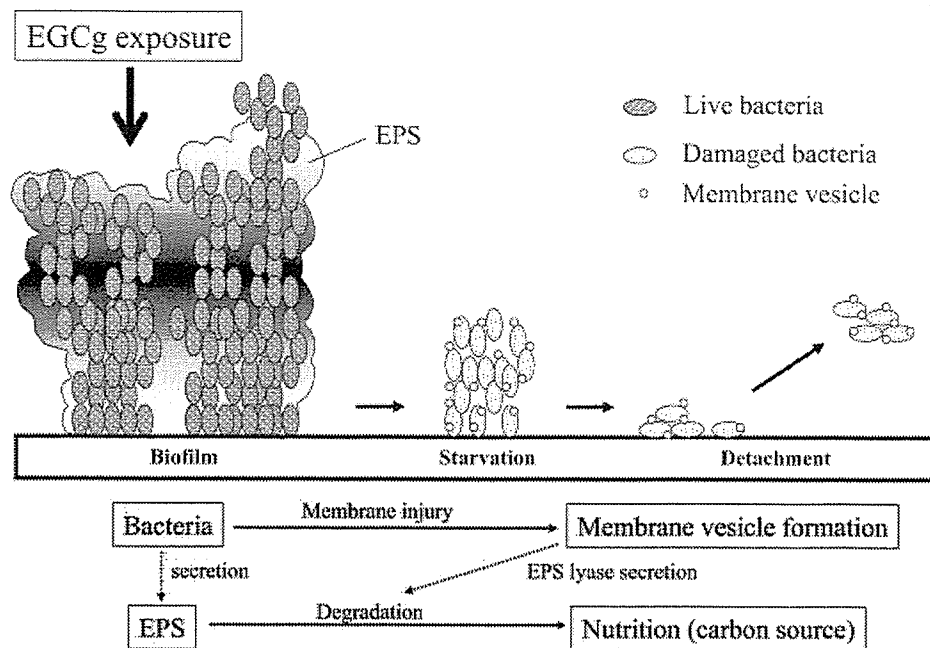 EGCg exposure
EPS
Live bacteria
Damaged bacteria
Membrane vesicle
Biofilm
Starvation
Detachment
Bacteria
Membrane injury
Membrane vesicle formation
secretion
EPS lyase secretion
EPS
Degradation
Nutrition (carbon source)